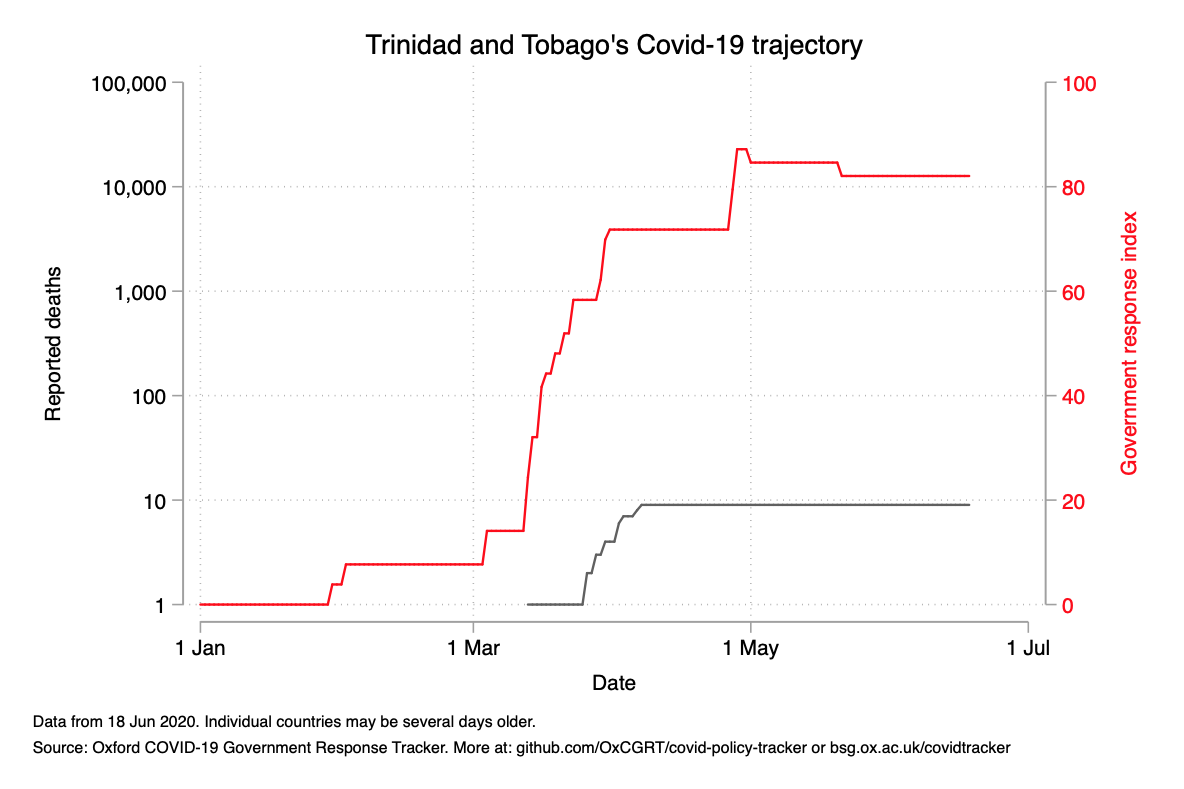 Trinidad and Tobago's Covid-19 trajectory
100,000
10,000
1,000
100
10
1
Reported deaths
100
80
60
40
20
0
Government response index
1 Jan
1 Mar
1 May
1 Jul
Date
Data from 18 Jun 2020. Individual countries may be several days older.
Source: Oxford COVID-19 Government Response Tracker. More at: github.com/OxCGRT/covid-policy-tracker or bsg.ox.ac.uk/covidtracker